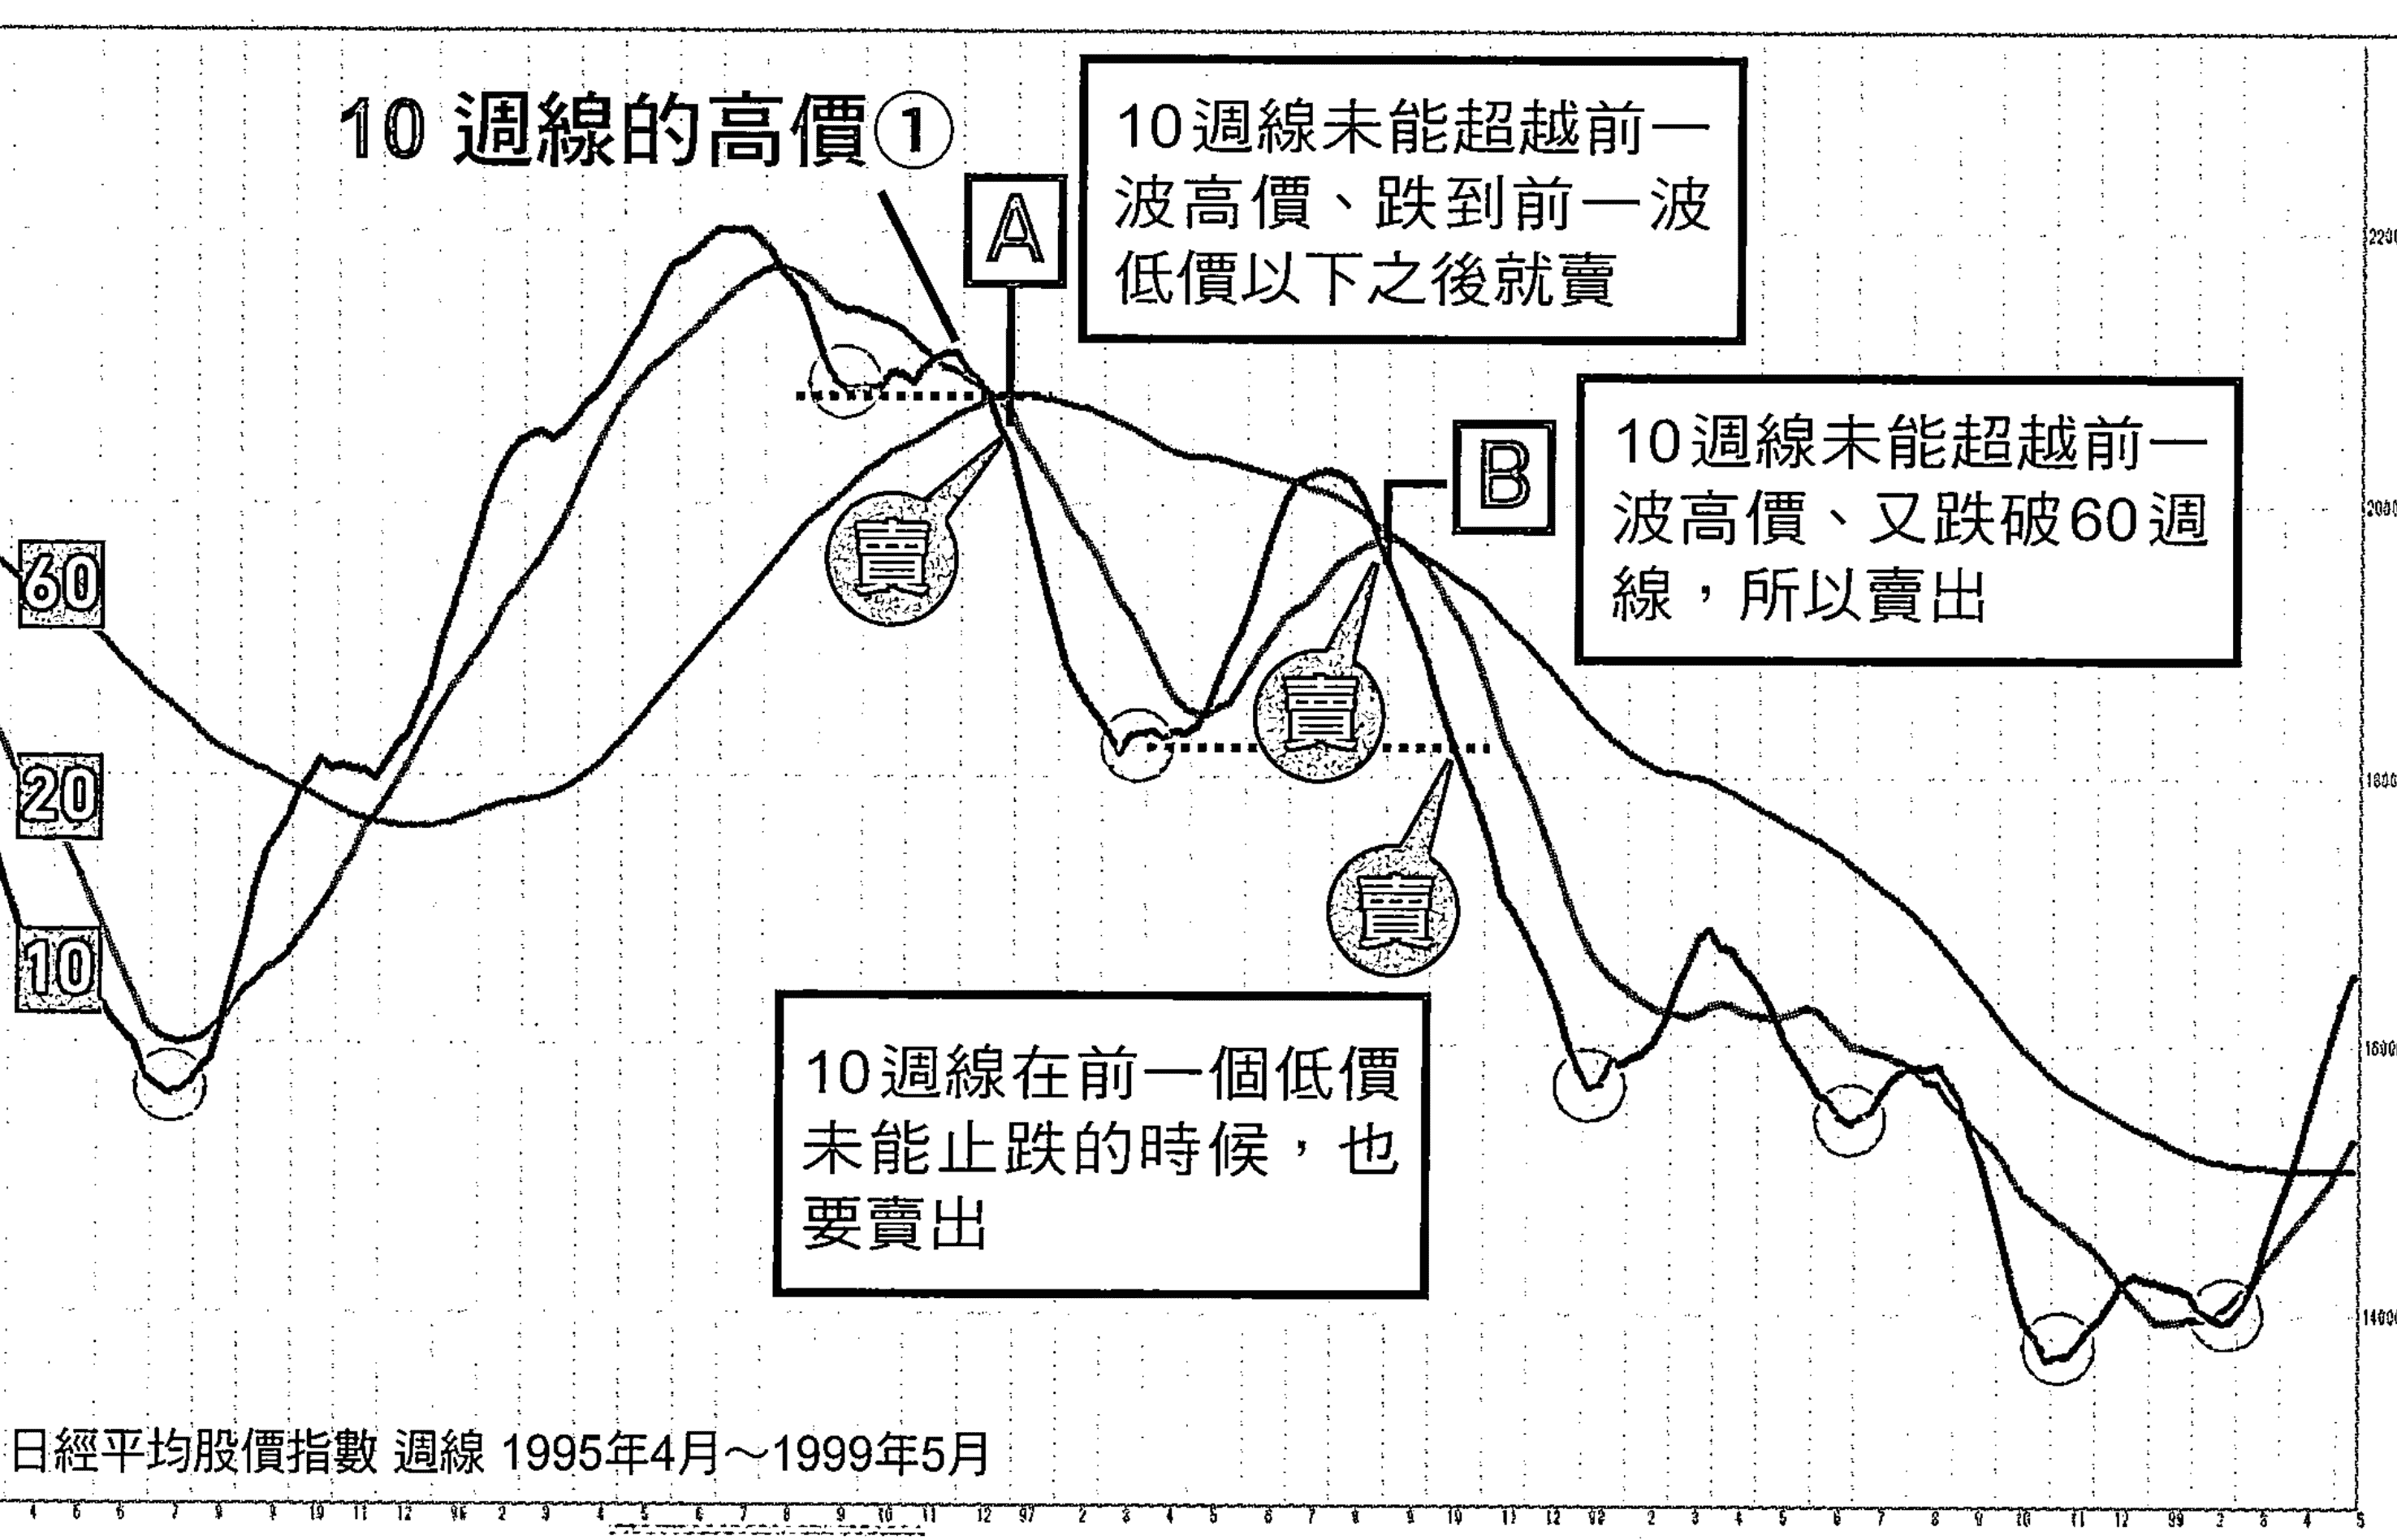 10 週線的高價①
A
10週線未能超越前一
波高價、跌到前一波
低價以下之後就賣
B
10週線未能超越前一
波高價、又跌破60週
線，所以賣出
60
20
10
賣
賣
賣
10週線在前一個低價
未能止跌的時候，也
要賣出
日經平均股價指數 週線 1995年4月～1999年5月